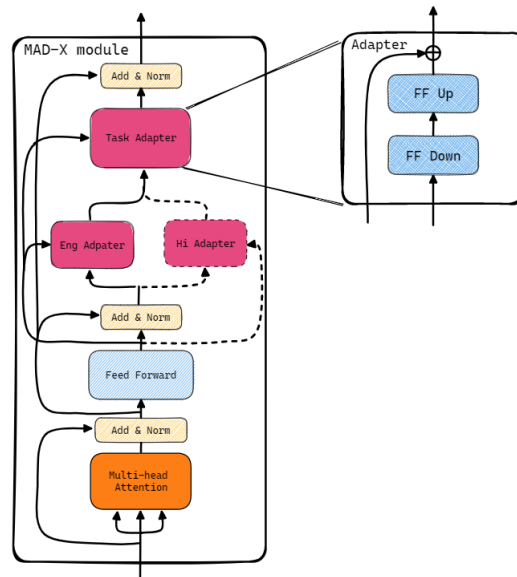 MAD-X module
Add & Norm
Task Adapter
Eng Adpater
Hi Adapter
Add & Norm
Feed Forward
Add & Norm
Multi-head
Attention
Adapter
FF Up
FF Down